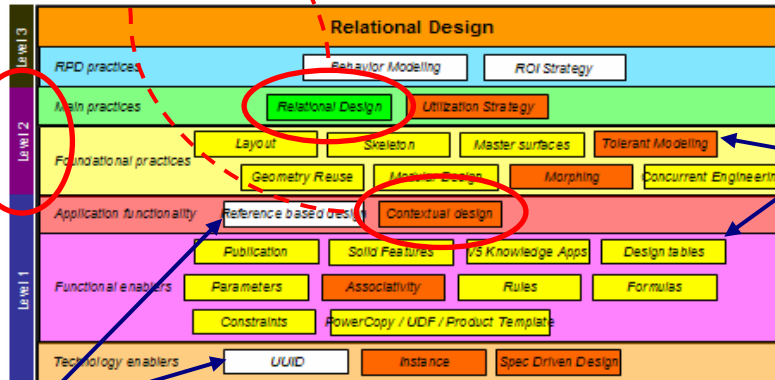 Relational Design
Level 3
RPD practices
Behavior Modeling
ROI Strategy
Level 2
Main practices
Relational Design
Utilization Strategy
Foundational practices
Layout
Skeleton
Master surfaces
Tolerant Modeling
Geometry Reuse
Modular Design
Morphing
Concurrent Engineerin
Level 1
Application functionality
Reference based design
Contextual design
Functional enablers
Publication
Solid Features
V5 Knowledge Apps
Design tables
Parameters
Associativity
Rules
Formulas
Constraints
PowerCopy / UDF / Product Template
Technology enablers
UUID
Instance
Spec Driven Design